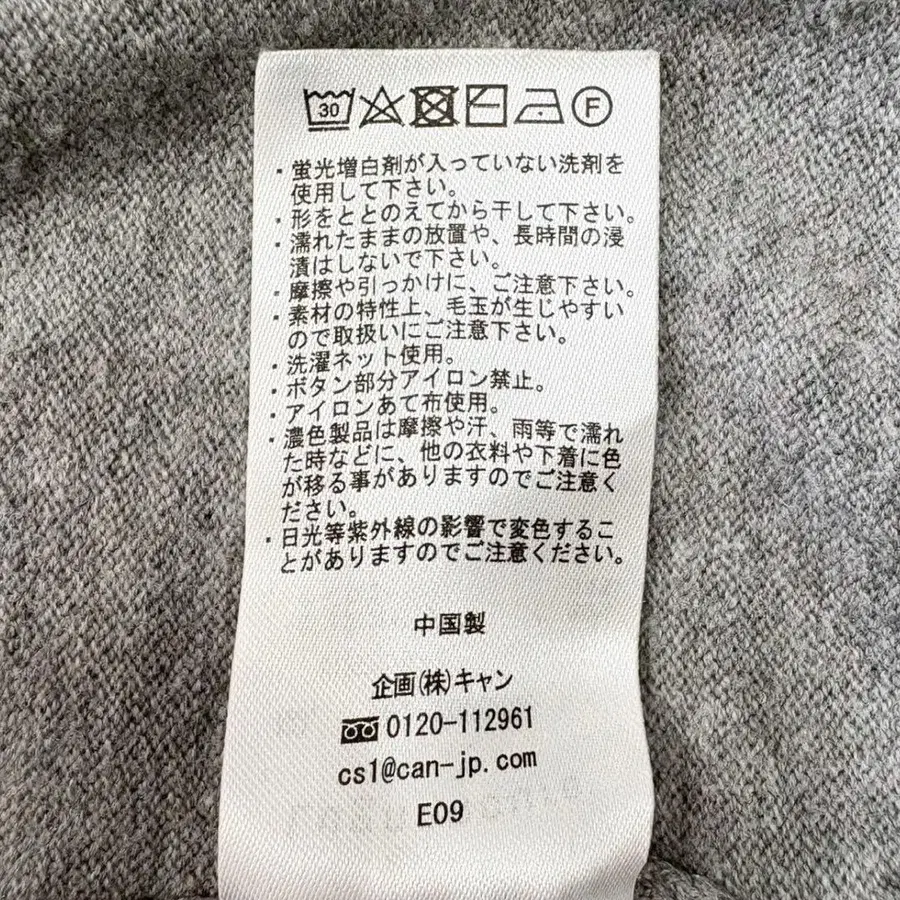 30 F
・蛍光増白剤が入っていない洗剤を
使用して下さい。
・形をととのえてから干して下さい。
・濡れたままの放置や、長時間の浸
漬はしないで下さい。
・摩擦や引っかけに、ご注意下さい。
・素材の特性上、毛玉が生じやすい
ので取扱いにご注意下さい。
・洗濯ネット使用。
・ボタン部分アイロン禁止。
・アイロンあて布使用。
・濃色製品は摩擦や汗、雨等で濡れ
た時などに、他の衣料や下着に色
が移る事がありますのでご注意く
ださい。
・日光等紫外線の影響で変色するこ
とがありますのでご注意ください。
中国製
企画(株)キャン
0120-112961
cs1@can-jp.com
E09